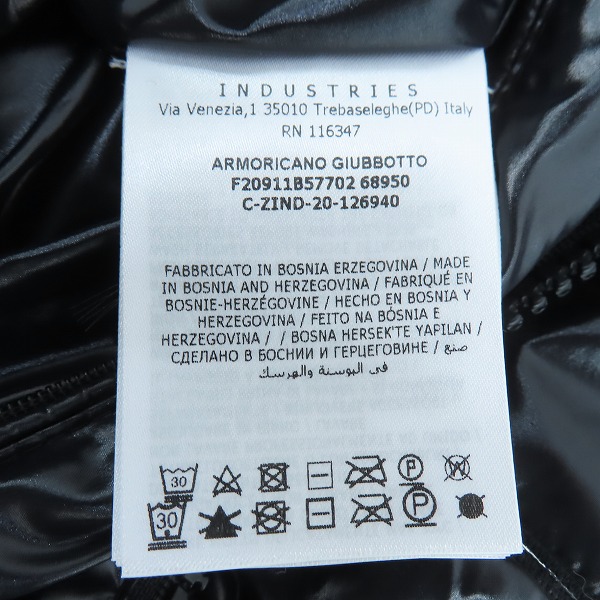 INDUSTRIES
Via Venezia,1 35010 Trebaseleghe(PD) Italy
RN 116347
ARMORICANO GIUBBOTTO
F20911B57702 68950
C-ZIND-20-126940
FABBRICATO IN BOSNIA ERZEGOVINA / MADE
IN BOSNIA AND HERZEGOVINA / FABRIQUÉ EN
BOSNIE-HERZÉGOVINE / HECHO EN BOSNIA Y
HERZEGOVINA / FEITO NA BÓSNIA E
HERZEGOVINA / / BOSNA HERSEK'TE YAPILAN /
СДЕЛАНО В БОСНИИ И ГЕРЦЕГОВИНЕ / صنع
في البوسنة والهرسك
30 P W
30 P